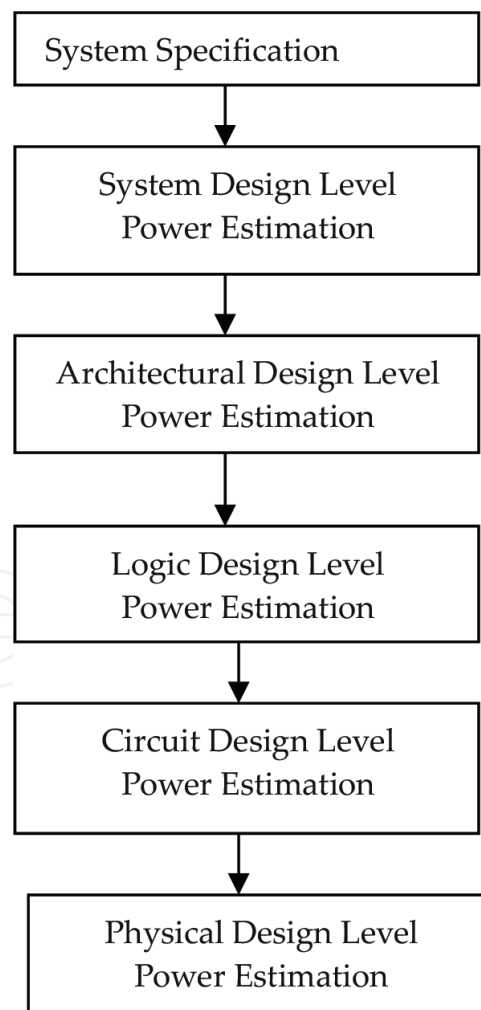 System Specification
System Design Level
Power Estimation
Architectural Design Level
Power Estimation
Logic Design Level
Power Estimation
Circuit Design Level
Power Estimation
Physical Design Level
Power Estimation